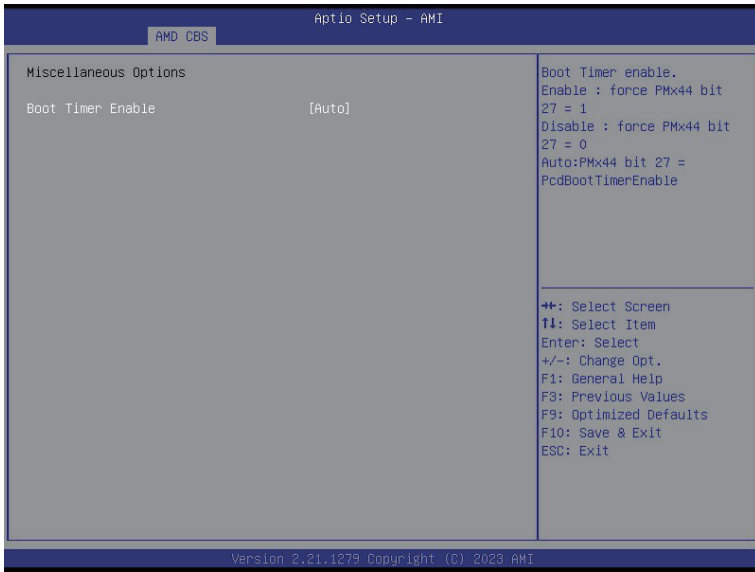 Aptio Setup – AMI
AMD CBS
Miscellaneous Options
Boot Timer Enable [Auto]
Boot Timer enable.
Enable : force PMx44 bit
27 = 1
Disable : force PMx44 bit
27 = 0
Auto:PMx44 bit 27 =
PcdBootTimerEnable
→←: Select Screen
↑↓: Select Item
Enter: Select
+/-: Change Opt.
F1: General Help
F3: Previous Values
F9: Optimized Defaults
F10: Save & Exit
ESC: Exit
Version 2.21.1279 Copyright (C) 2023 AMI